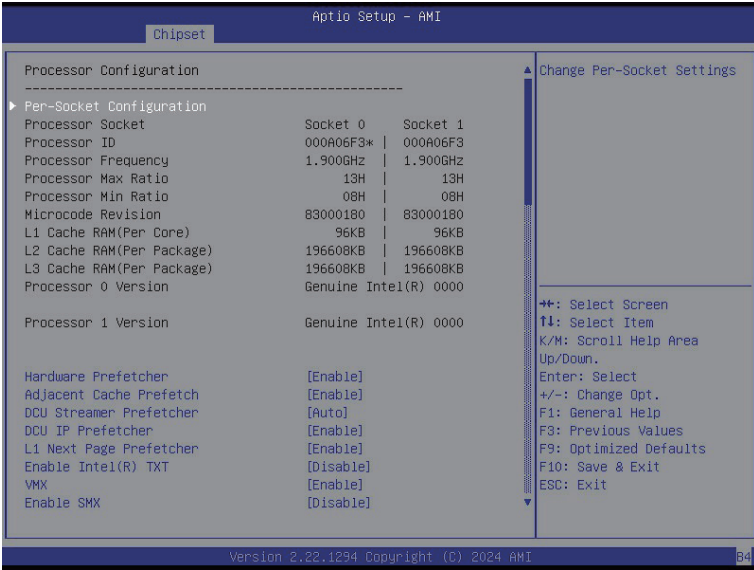 Aptio Setup – AMI
Chipset
Processor Configuration
--------------------------------------------------
Per-Socket Configuration
Processor Socket Socket 0 Socket 1
Processor ID 000A06F3* | 000A06F3
Processor Frequency 1.900GHz | 1.900GHz
Processor Max Ratio 13H | 13H
Processor Min Ratio 08H | 08H
Microcode Revision 83000180 | 83000180
L1 Cache RAM(Per Core) 96KB | 96KB
L2 Cache RAM(Per Package) 196608KB | 196608KB
L3 Cache RAM(Per Package) 196608KB | 196608KB
Processor 0 Version Genuine Intel(R) 0000
Processor 1 Version Genuine Intel(R) 0000
Hardware Prefetcher [Enable]
Adjacent Cache Prefetch [Enable]
DCU Streamer Prefetcher [Auto]
DCU IP Prefetcher [Enable]
L1 Next Page Prefetcher [Enable]
Enable Intel(R) TXT [Disable]
VMX [Enable]
Enable SMX [Disable]
Change Per-Socket Settings
→←: Select Screen
↑↓: Select Item
K/M: Scroll Help Area
Up/Down.
Enter: Select
+/-: Change Opt.
F1: General Help
F3: Previous Values
F9: Optimized Defaults
F10: Save & Exit
ESC: Exit
Version 2.22.1294 Copyright (C) 2024 AMI
B4